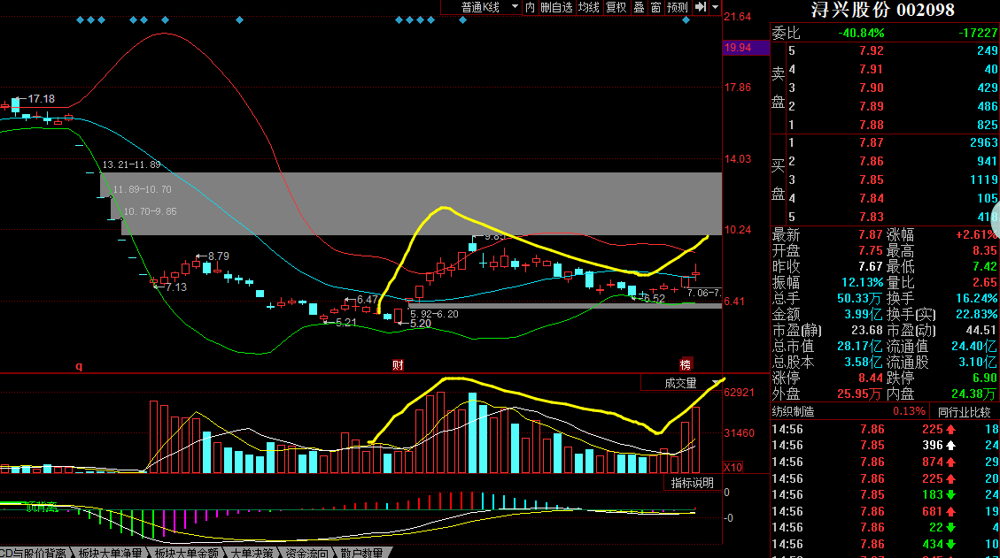 普通K线 内 删自选 均线 复权 叠 窗 预测
浔兴股份 002098
委比 -40.84% -17227
卖盘
5 7.92 249
4 7.91 40
3 7.90 429
2 7.89 486
1 7.88 825
买盘
1 7.87 2963
2 7.86 941
3 7.85 1119
4 7.84 105
5 7.83 418
最新 7.87 涨幅 +2.61%
开盘 7.75 最高 8.35
昨收 7.67 最低 7.42
振幅 12.13% 量比 2.65
总手 50.33万 换手 16.24%
金额 3.99亿 换手(实) 22.83%
市盈(静) 23.68 市盈(动) 44.51
总市值 28.17亿 流通值 24.40亿
总股本 3.58亿 流通股 3.10亿
涨停 8.44 跌停 6.90
外盘 25.95万 内盘 24.38万
纺织制造 0.13% 同行业比较
14:56 7.86 225 18
14:56 7.85 396 24
14:56 7.86 874 29
14:56 7.86 225 20
14:56 7.85 183 24
14:56 7.86 681 19
14:56 7.86 22 4
14:56 7.86 434 10
21.64
19.94
17.86
14.03
10.24
6.41
17.18
13.21-11.89
11.89-10.70
10.70-9.85
8.79
7.13
6.47
5.21
5.92-6.20
5.20
7.06-7.
q
财
榜
成交量
62921
31460
X10
指标说明
0
-0
顶背离
CD与股价背离 板块大单净量 板块大单金额 大单决策 资金流向 散户数量